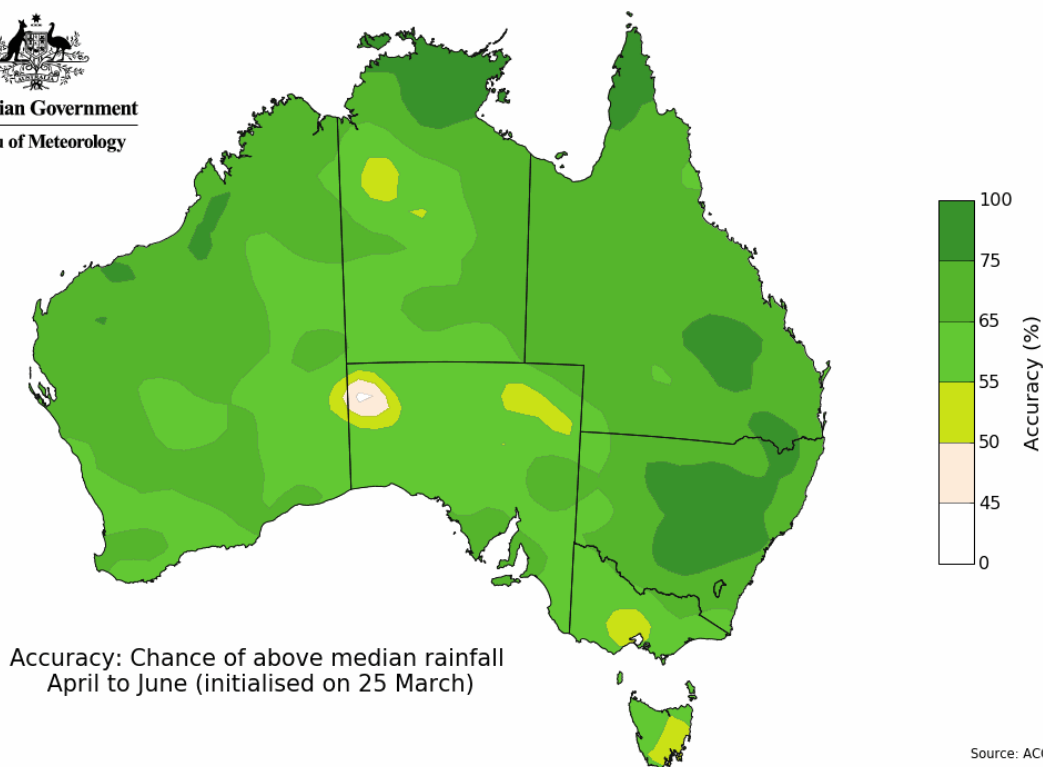 ian Government
u of Meteorology
100
75
65
55
50
45
0
Accuracy (%)
Accuracy: Chance of above median rainfall
April to June (initialised on 25 March)
Source: ACC